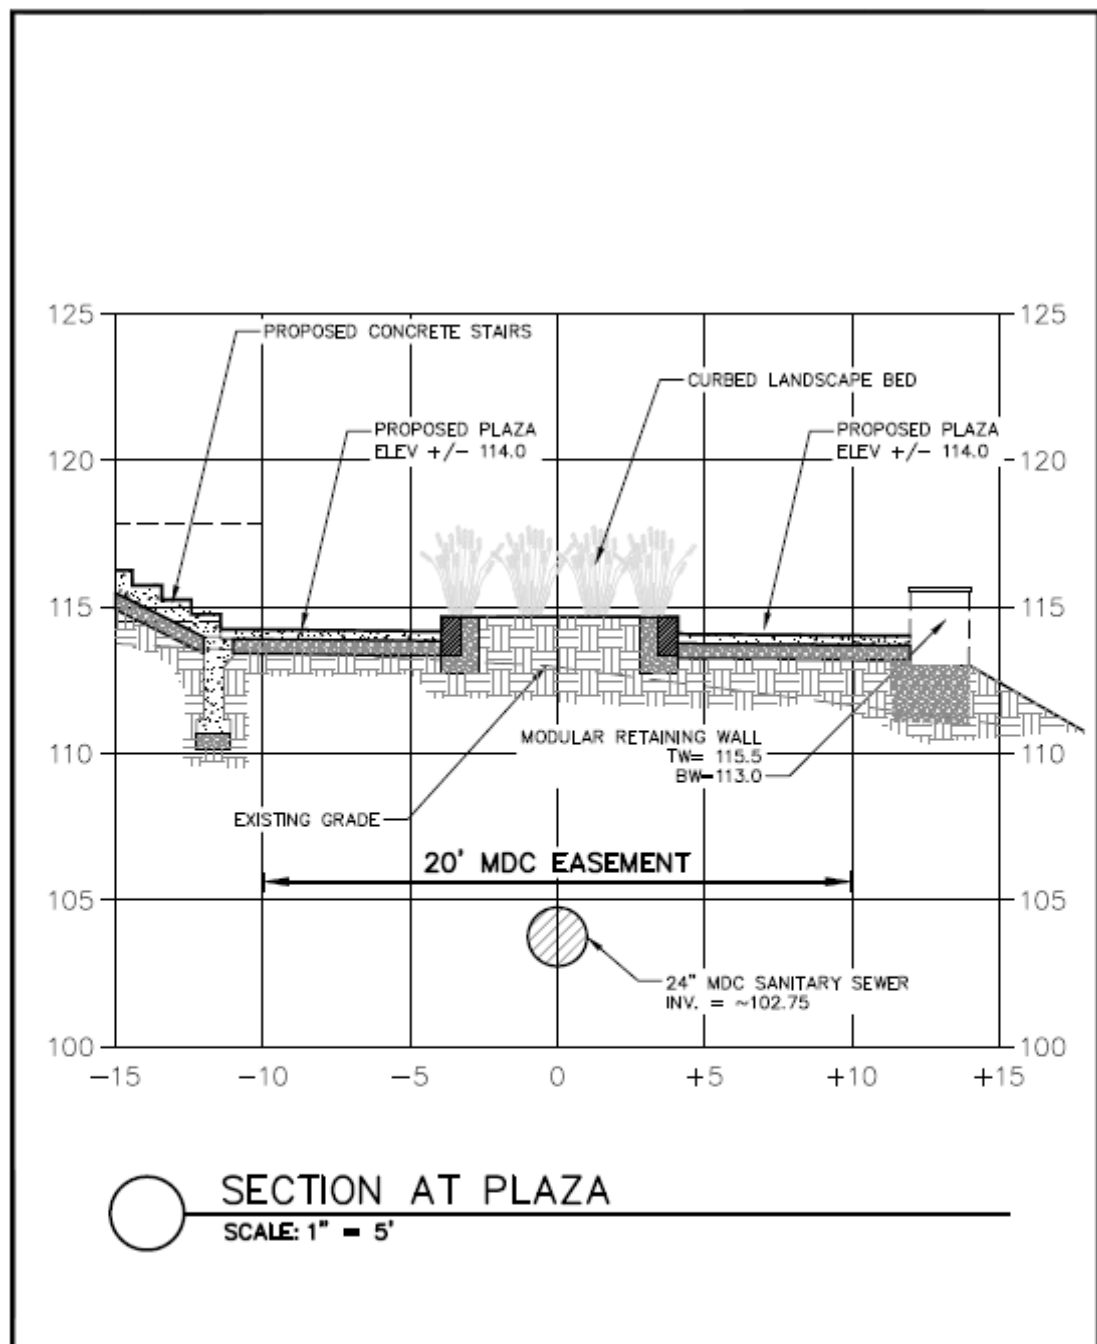 125
125
PROPOSED CONCRETE STAIRS
CURBED LANDSCAPE BED
PROPOSED PLAZA
ELEV +/- 114.0
PROPOSED PLAZA
ELEV +/- 114.0
120
120
115
115
MODULAR RETAINING WALL
TW= 115.5
BW=113.0
110
110
EXISTING GRADE
20' MDC EASEMENT
105
105
24" MDC SANITARY SEWER
INV. = ~102.75
100
100
-15 -10 -5 0 +5 +10 +15
SECTION AT PLAZA
SCALE: 1" = 5'